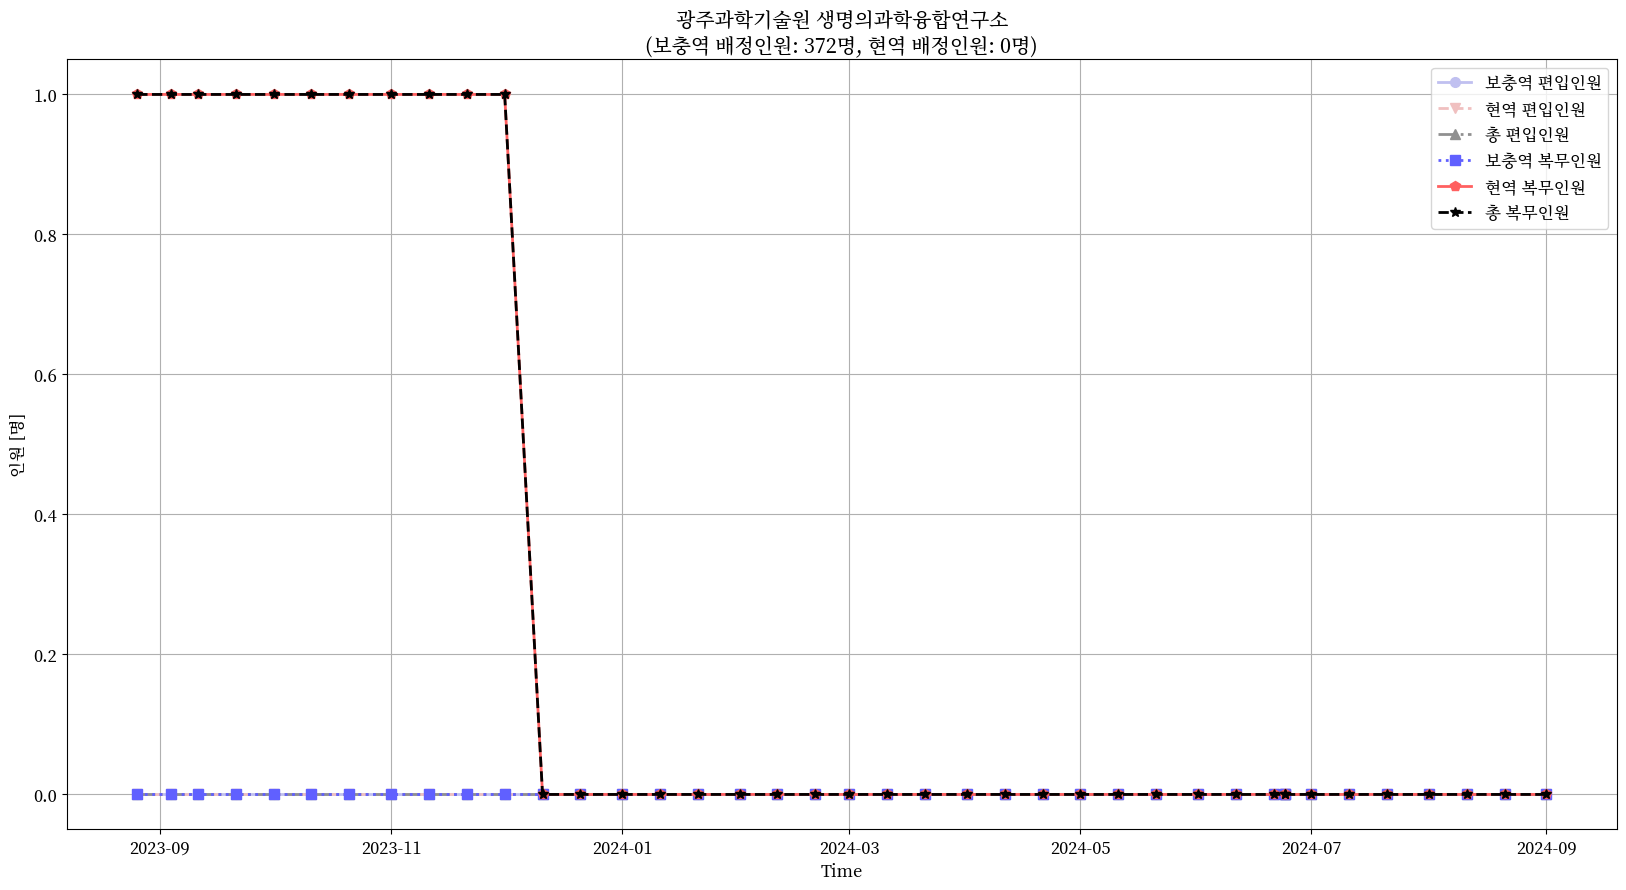 광주과학기술원 생명의과학융합연구소
(보충역 배정인원: 372명, 현역 배정인원: 0명)
보충역 편입인원
현역 편입인원
총 편입인원
보충역 복무인원
현역 복무인원
총 복무인원
1.0
0.8
0.6
0.4
0.2
0.0
인원 [명]
2023-09
2023-11
2024-01
2024-03
2024-05
2024-07
2024-09
Time